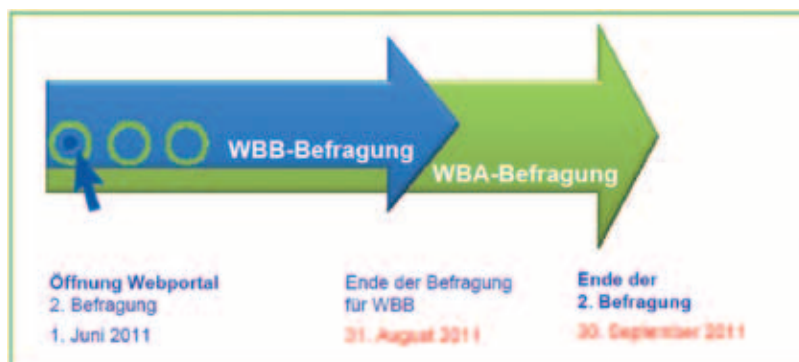 WBB-Befragung
WBA-Befragung
Öffnung Webportal
2. Befragung
1. Juni 2011
Ende der Befragung
für WBB
31. August 2011
Ende der
2. Befragung
30. September 2011